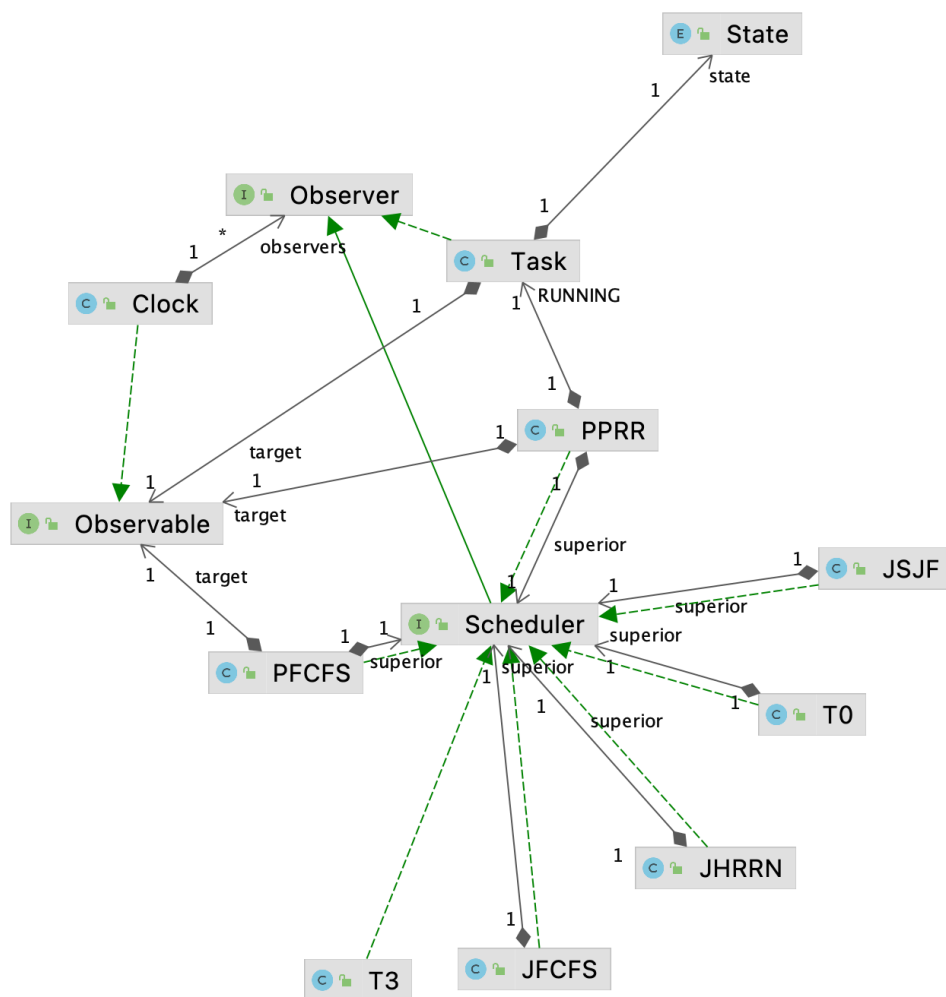 E State
state
1
1
I Observer
*
1
observers
C Task
1
C Clock
1
RUNNING
1
1
C PPRR
1
target
1
1
target
1
I Observable
superior
1
C JSJF
1
1
superior
target
1
I Scheduler
superior
1
1
1
C PFCFS
superior
superior
1
1
1
C T0
1
superior
1
C JHRRN
1
C JFCFS
C T3